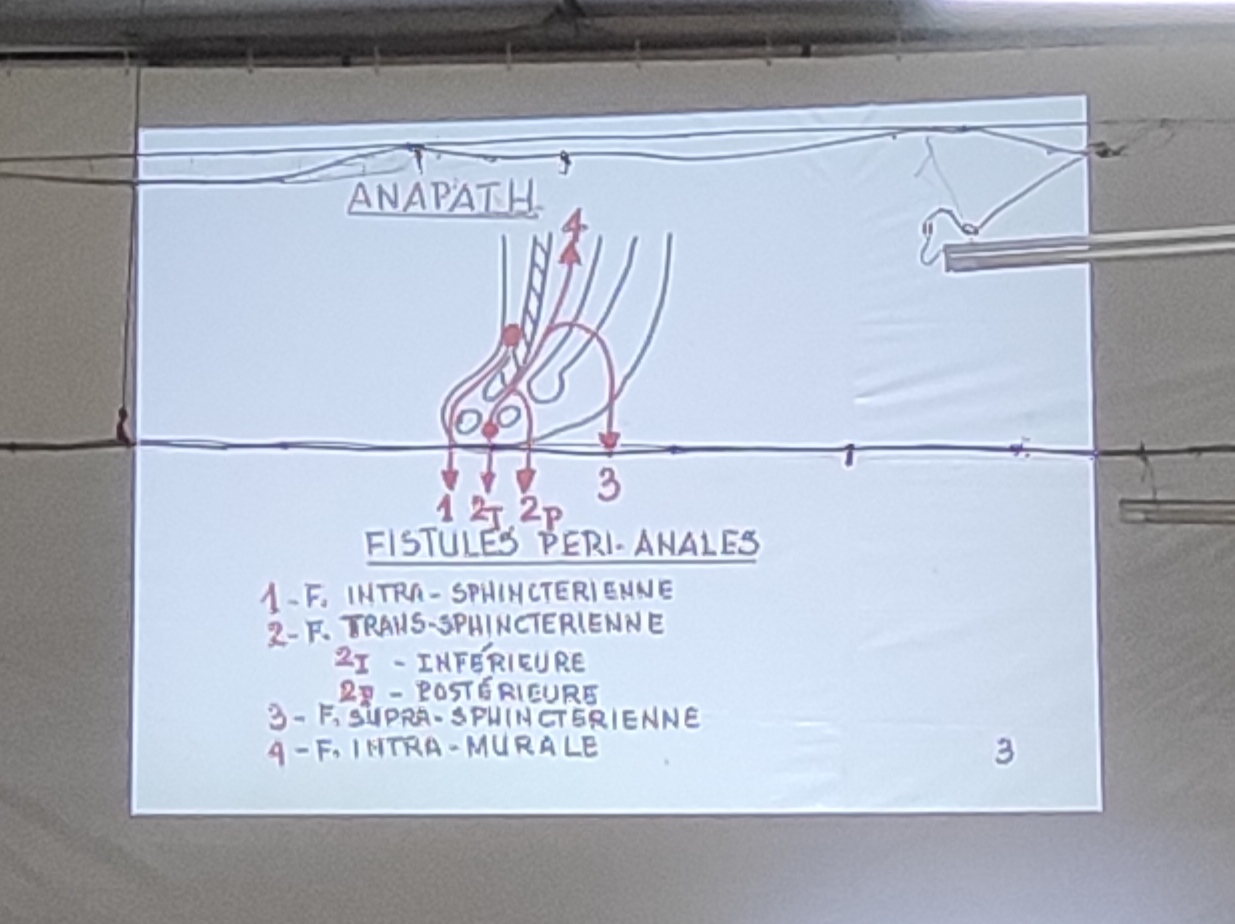 ANAPATH
4
1 2I 2P 3
FISTULES PERI-ANALES
1-F. INTRA-SPHINCTERIENNE
2-F. TRANS-SPHINCTERIENNE
2I - INFÉRIEURE
2P - POSTÉRIEURE
3- F. SUPRA-SPHINCTERIENNE
4-F. INTRA-MURALE
3